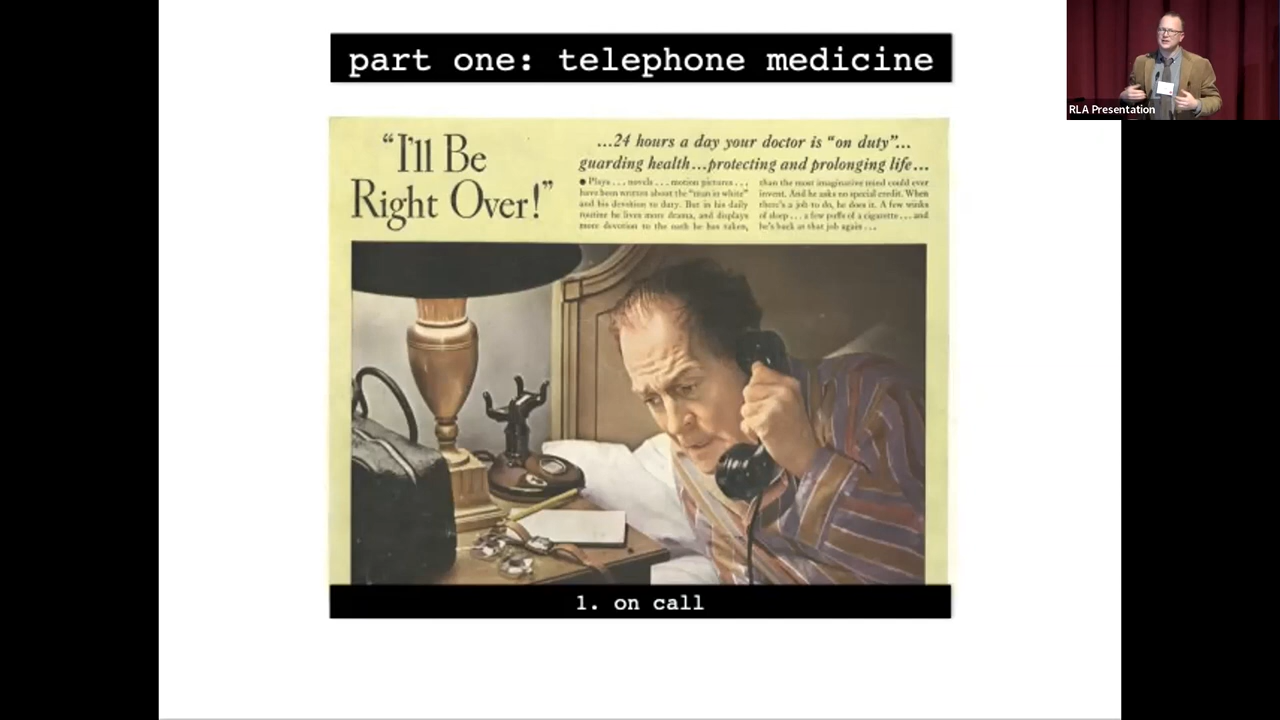 part one: telephone medicine
RLA Presentation
“I'll Be
Right Over!”
...24 hours a day your doctor is “on duty”...
guarding health...protecting and prolonging life...
● Plays . . . novels . . . motion pictures . . .
have been written about the “man in white”
and his devotion to duty. But in his daily
routine he lives more drama, and displays
more devotion to the oath he has taken,
than the most imaginative mind could ever
invent. And he asks no special credit. When
there's a job to do, he does it. A few winks
of sleep . . . a few puffs of a cigarette . . . and
he's back at that job again . . .
1. on call